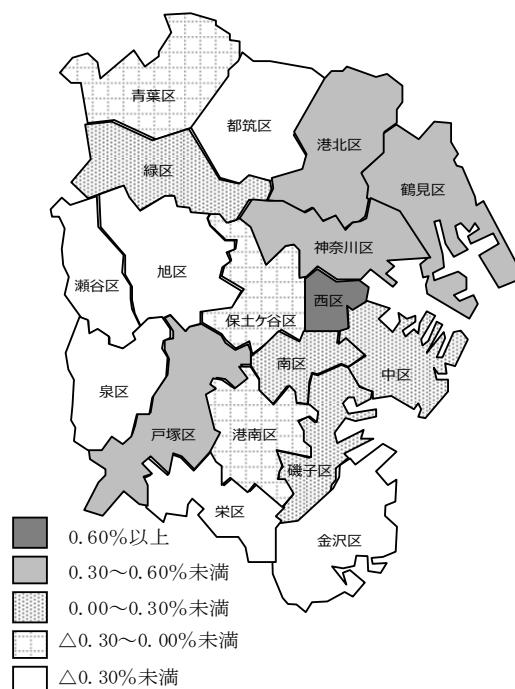 青葉区
都筑区
港北区
緑区
鶴見区
神奈川区
瀬谷区
旭区
西区
保土ケ谷区
南区
中区
泉区
戸塚区
港南区
磯子区
栄区
金沢区
0.60%以上
0.30～0.60%未満
0.00～0.30%未満
△0.30～0.00%未満
△0.30%未満